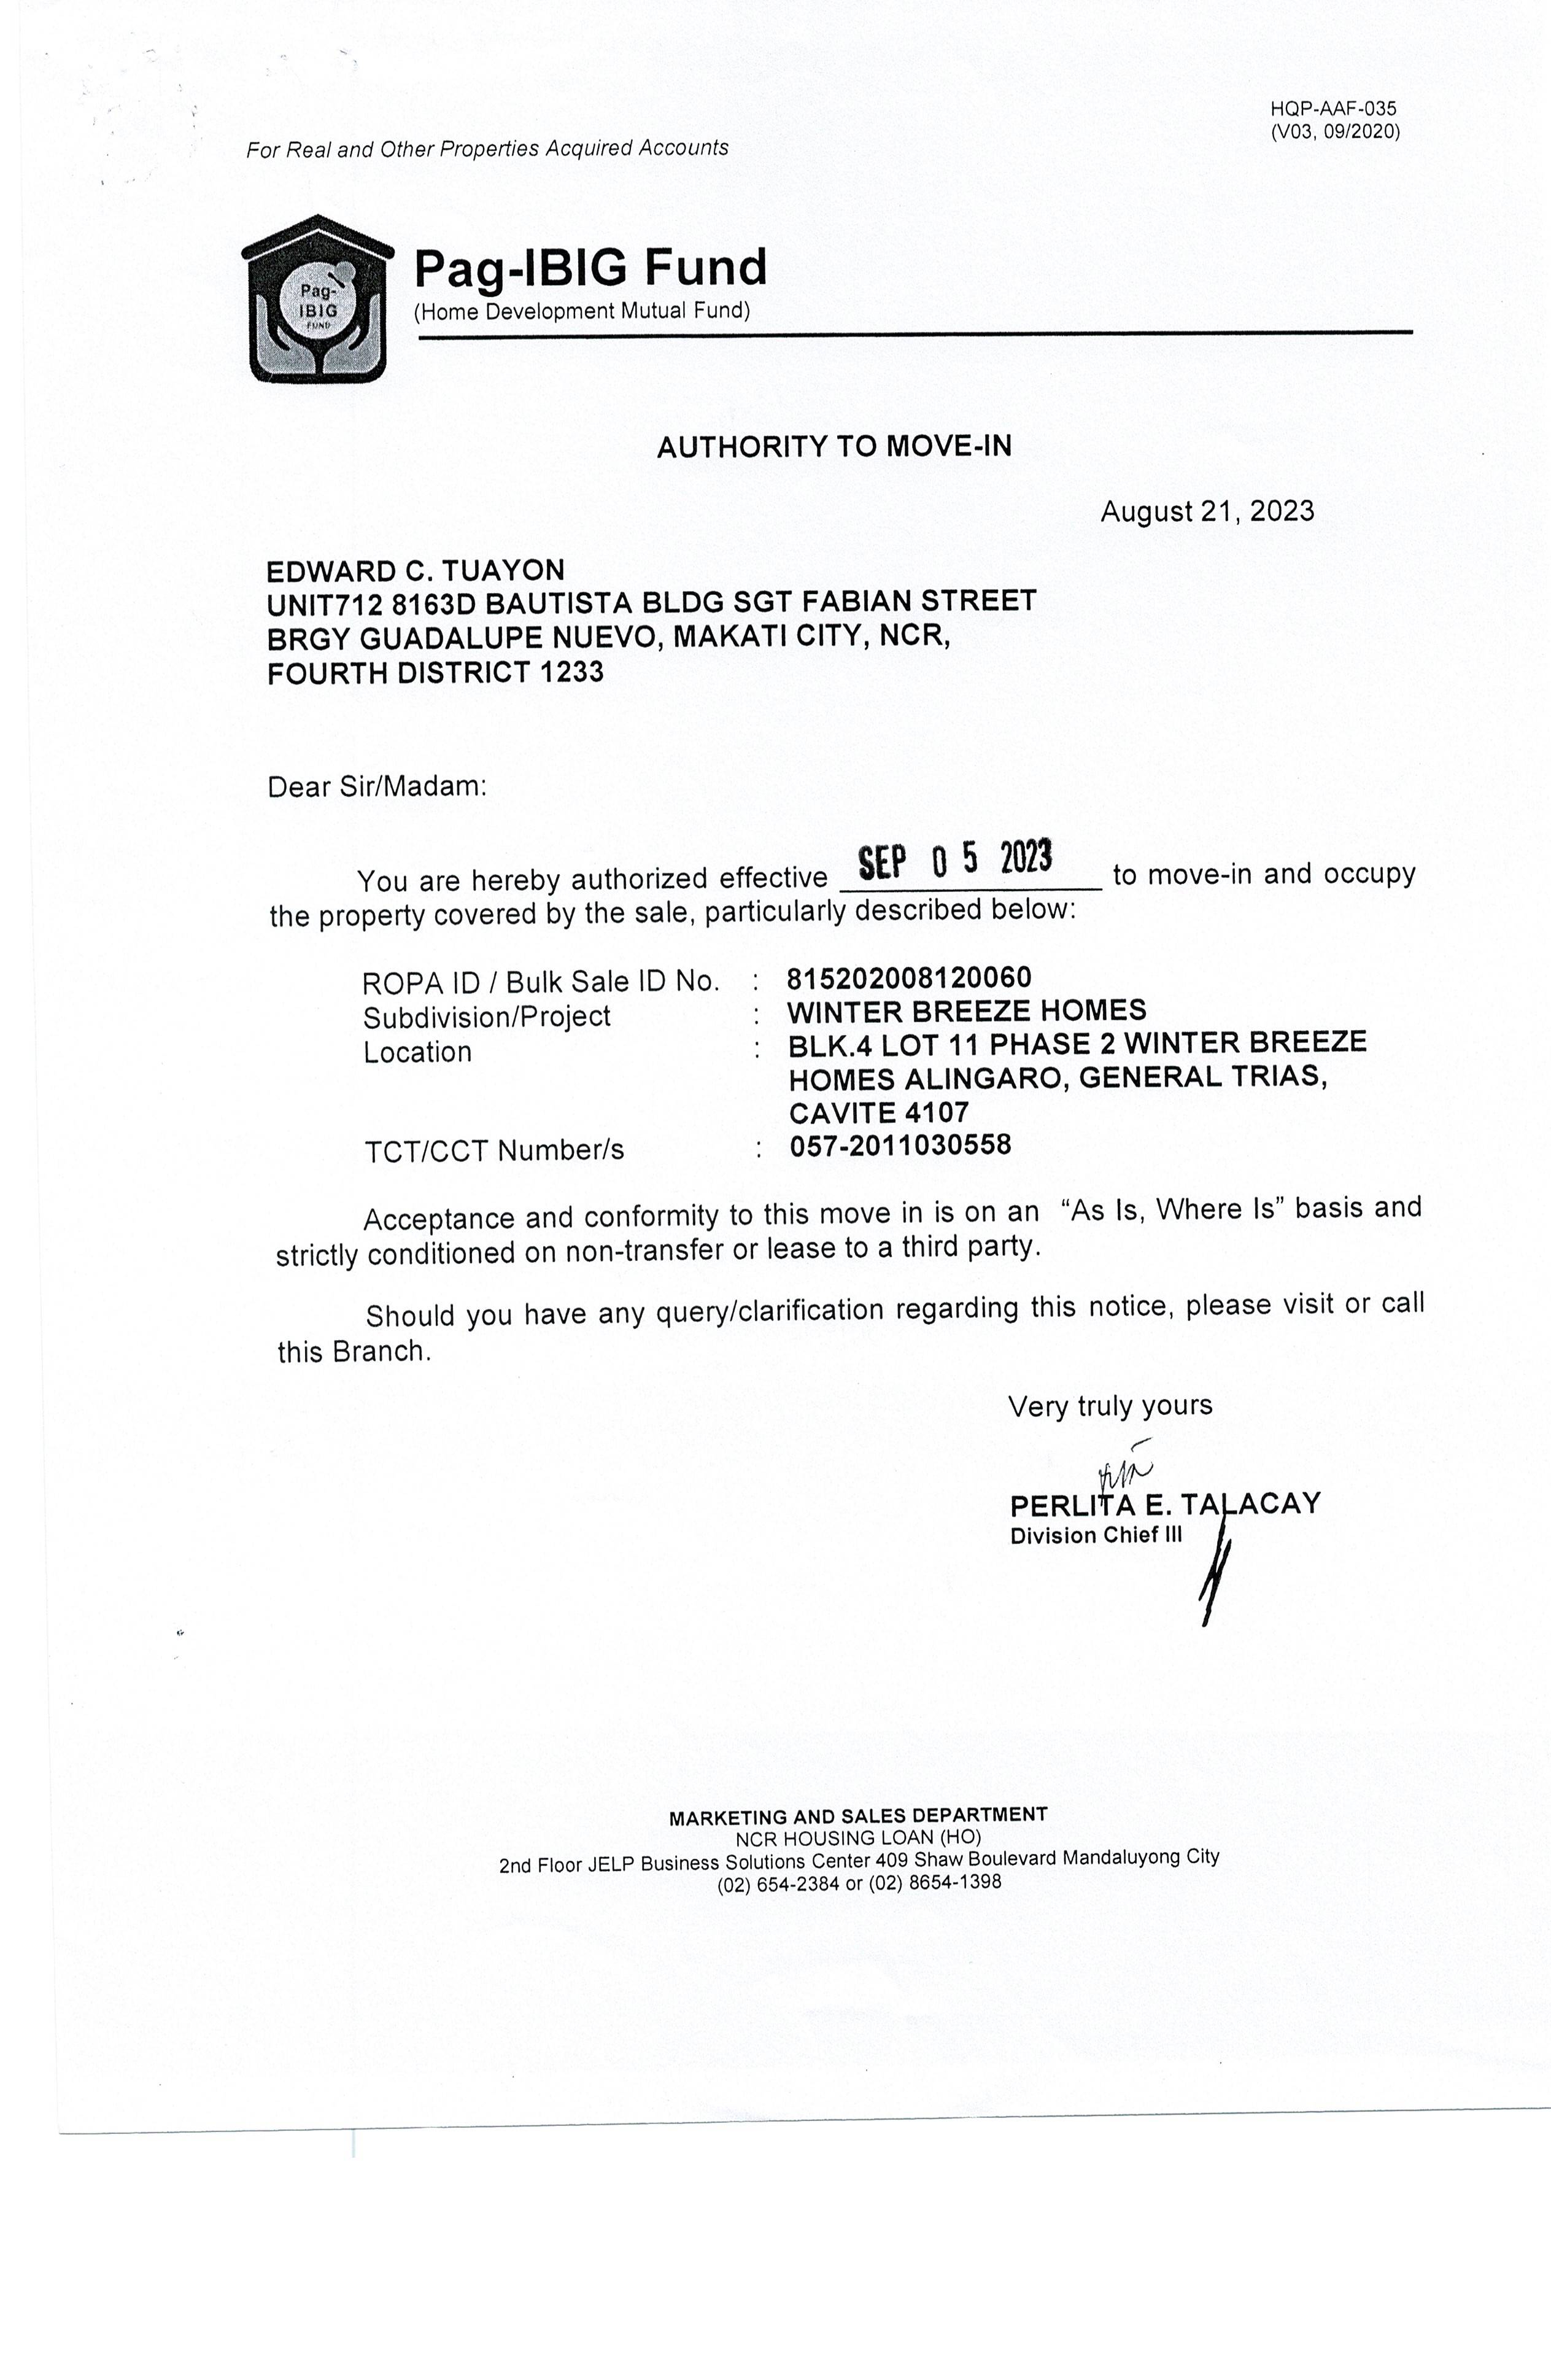 HQP-AAF-035
(V03, 09/2020)
For Real and Other Properties Acquired Accounts
Pag-
IBIG
FUND
Pag-IBIG Fund
(Home Development Mutual Fund)
AUTHORITY TO MOVE-IN
August 21, 2023
EDWARD C. TUAYON
UNIT712 8163D BAUTISTA BLDG SGT FABIAN STREET
BRGY GUADALUPE NUEVO, MAKATI CITY, NCR,
FOURTH DISTRICT 1233
Dear Sir/Madam:
You are hereby authorized effective SEP 05 2023 to move-in and occupy
the property covered by the sale, particularly described below:
ROPA ID / Bulk Sale ID No. : 815202008120060
Subdivision/Project : WINTER BREEZE HOMES
Location : BLK.4 LOT 11 PHASE 2 WINTER BREEZE
HOMES ALINGARO, GENERAL TRIAS,
CAVITE 4107
TCT/CCT Number/s : 057-2011030558
Acceptance and conformity to this move in is on an “As Is, Where Is” basis and
strictly conditioned on non-transfer or lease to a third party.
Should you have any query/clarification regarding this notice, please visit or call
this Branch.
Very truly yours
PERLITA E. TALACAY
Division Chief III
MARKETING AND SALES DEPARTMENT
NCR HOUSING LOAN (HO)
2nd Floor JELP Business Solutions Center 409 Shaw Boulevard Mandaluyong City
(02) 654-2384 or (02) 8654-1398